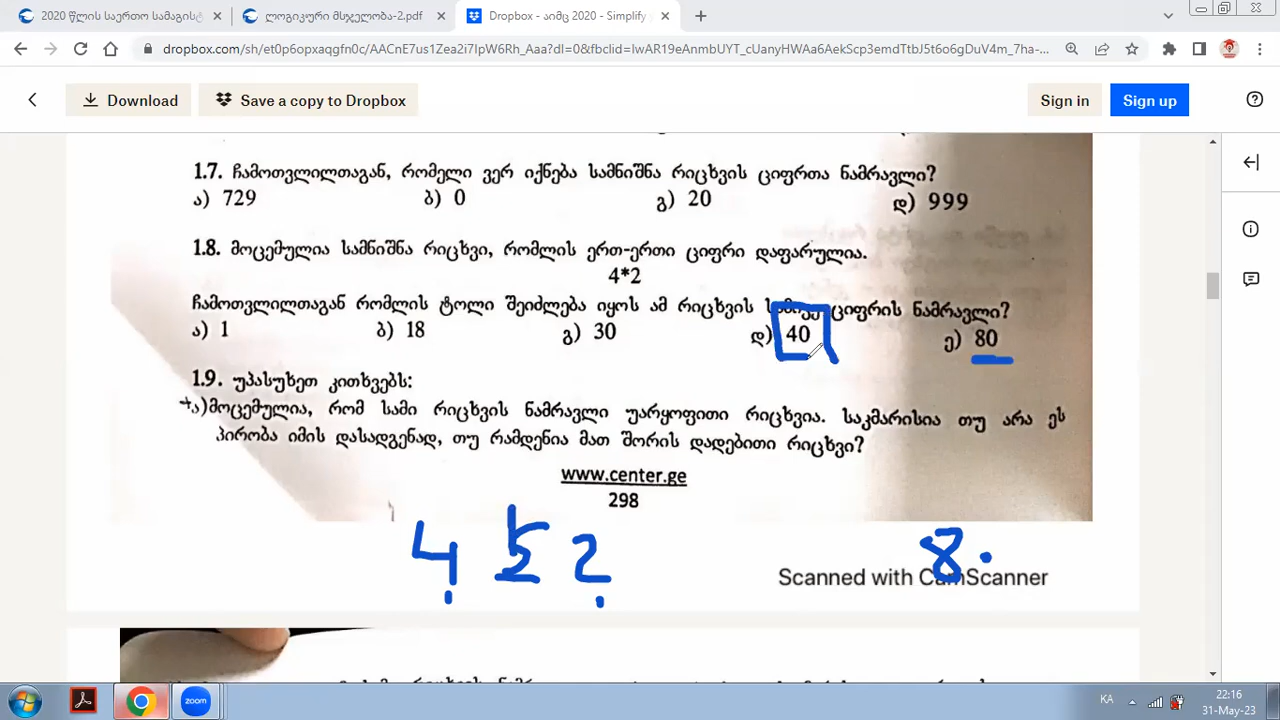 2020 წლის საერთო სამაგისტ
ლოგიკური მსჯელობა-2.pdf
Dropbox - აიმც 2020 - Simplify
dropbox.com/sh/et0p6opxaqgfn0c/AACnE7us1Zea2i7IpW6Rh_Aaa?dl=0&fbclid=IwAR19eAnmbUYT_cUanyHWAa6AekScp3emdTtbJ5t6o6gDuV4m_7ha-...
Download
Save a copy to Dropbox
Sign in
Sign up
1.7. ჩამოთვლილთაგან, რომელი ვერ იქნება სამნიშნა რიცხვის ციფრთა ნამრავლი?
ა) 729 ბ) 0 გ) 20 დ) 999
1.8. მოცემულია სამნიშნა რიცხვი, რომლის ერთ-ერთი ციფრი დაფარულია.
4*2
ჩამოთვლილთაგან რომლის ტოლი შეიძლება იყოს ამ რიცხვის სამივე ციფრის ნამრავლი?
ა) 1 ბ) 18 გ) 30 დ) 40 ე) 80
1.9. უპასუხეთ კითხვებს:
ა)მოცემულია, რომ სამი რიცხვის ნამრავლი უარყოფითი რიცხვია. საკმარისია თუ არა ეს
პირობა იმის დასადგენად, თუ რამდენია მათ შორის დადებითი რიცხვი?
www.center.ge
298
4 5 2
8.
Scanned with CamScanner
zoom
KA
22:16
31-May-23